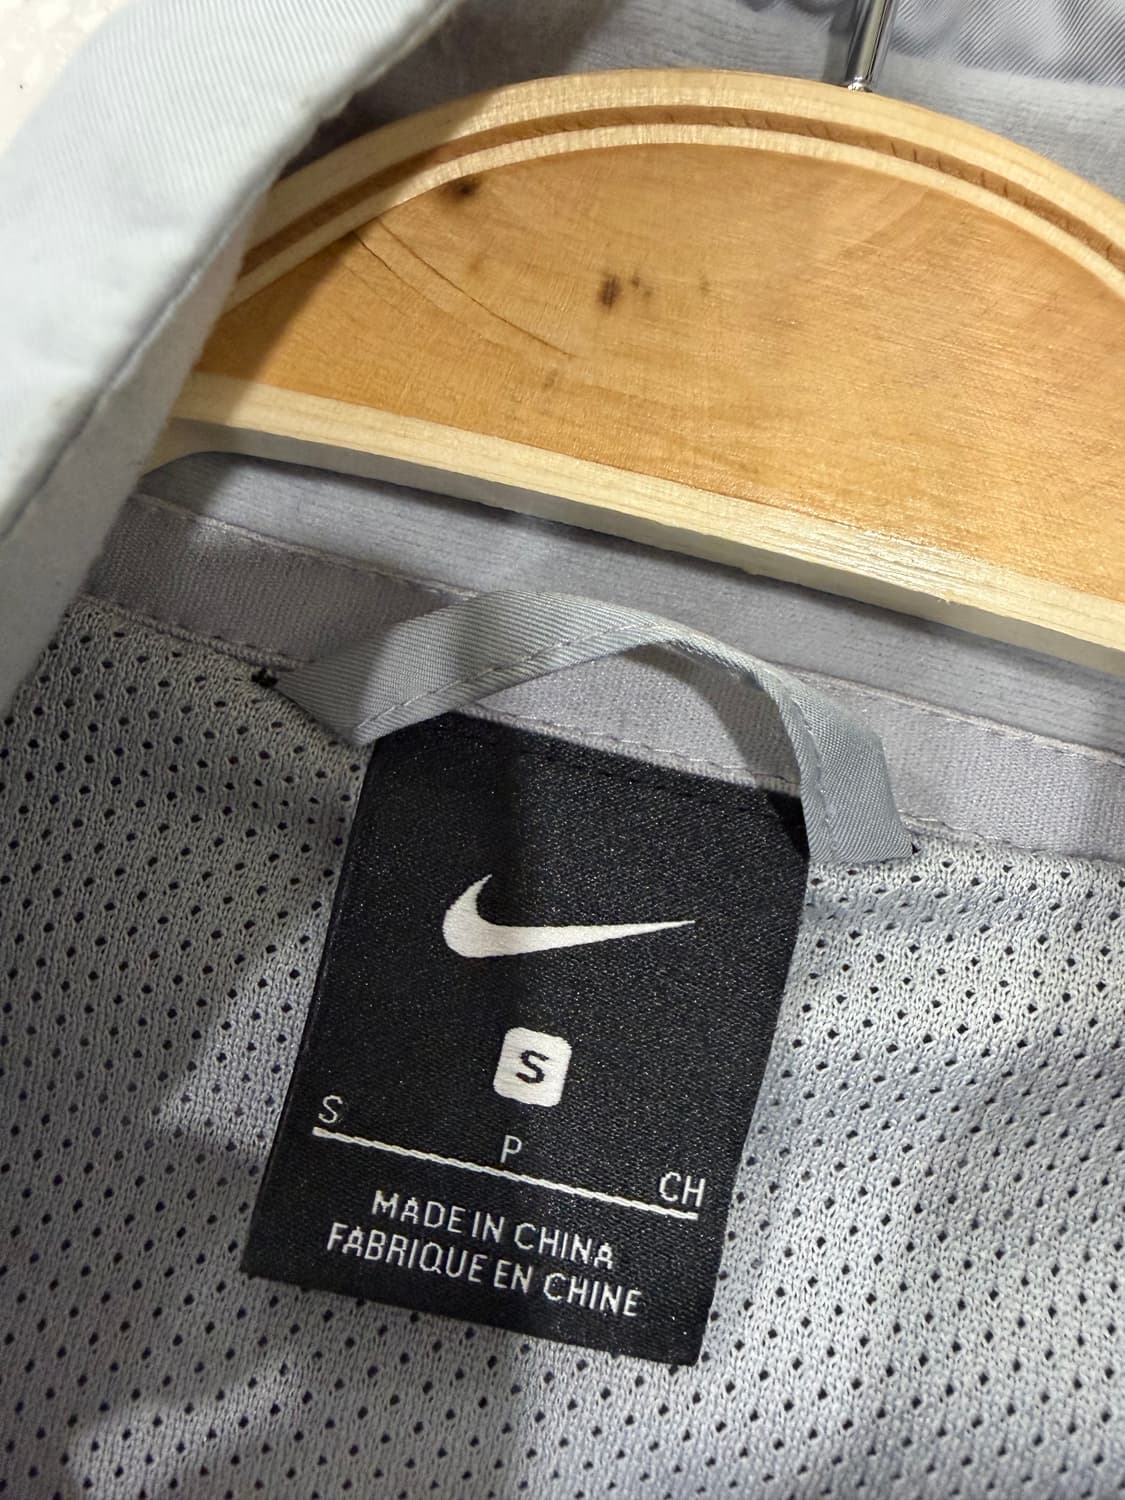 S
S P CH
MADE IN CHINA
FABRIQUE EN CHINE